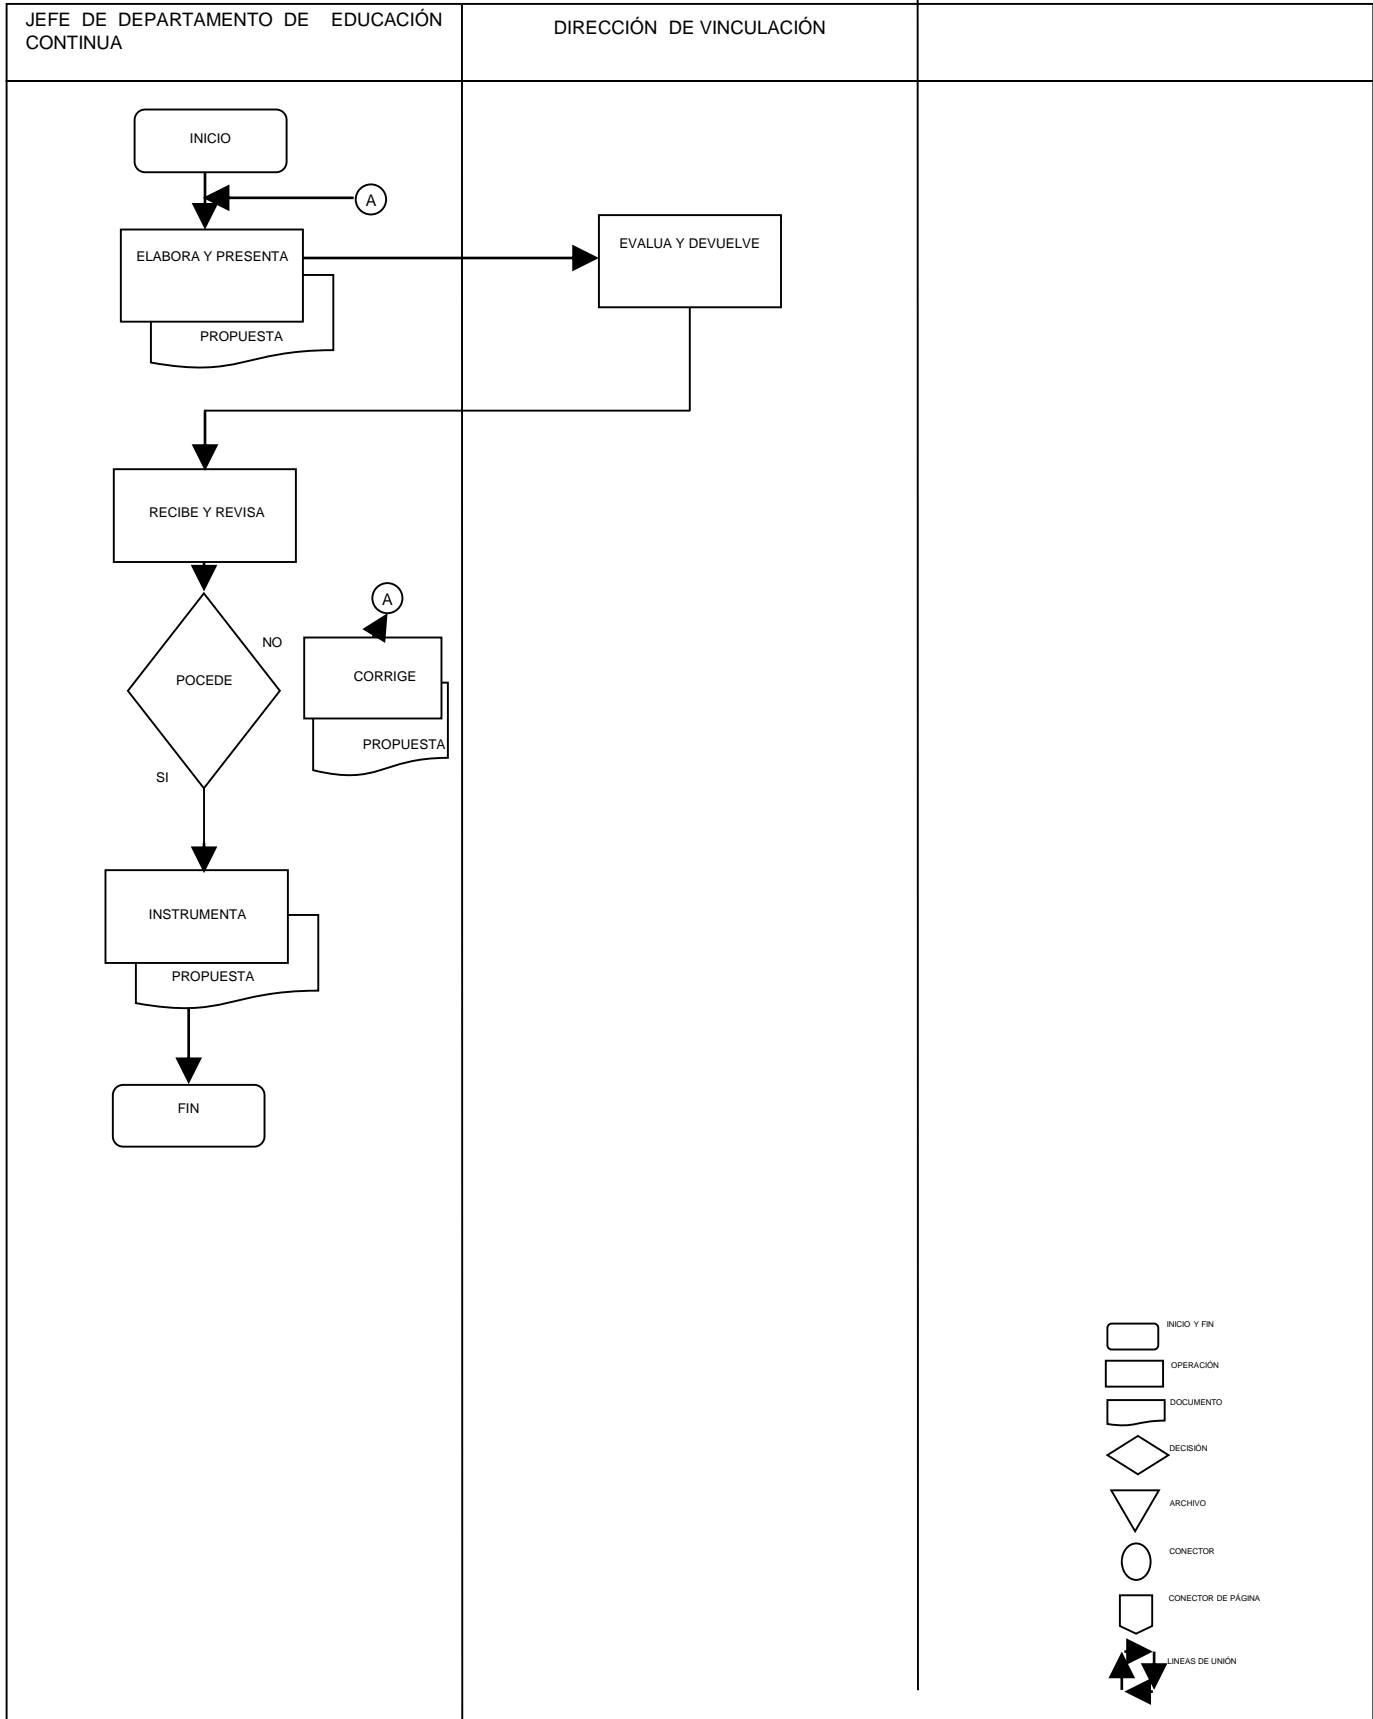 JEFE DE DEPARTAMENTO DE EDUCACIÓN
CONTINUA
DIRECCIÓN DE VINCULACIÓN
INICIO
A
ELABORA Y PRESENTA
EVALUA Y DEVUELVE
PROPUESTA
RECIBE Y REVISA
A
NO
POCEDE
CORRIGE
PROPUESTA
SI
INSTRUMENTA
PROPUESTA
FIN
INICIO Y FIN
OPERACIÓN
DOCUMENTO
DECISIÓN
ARCHIVO
CONECTOR
CONECTOR DE PÁGINA
LINEAS DE UNIÓN